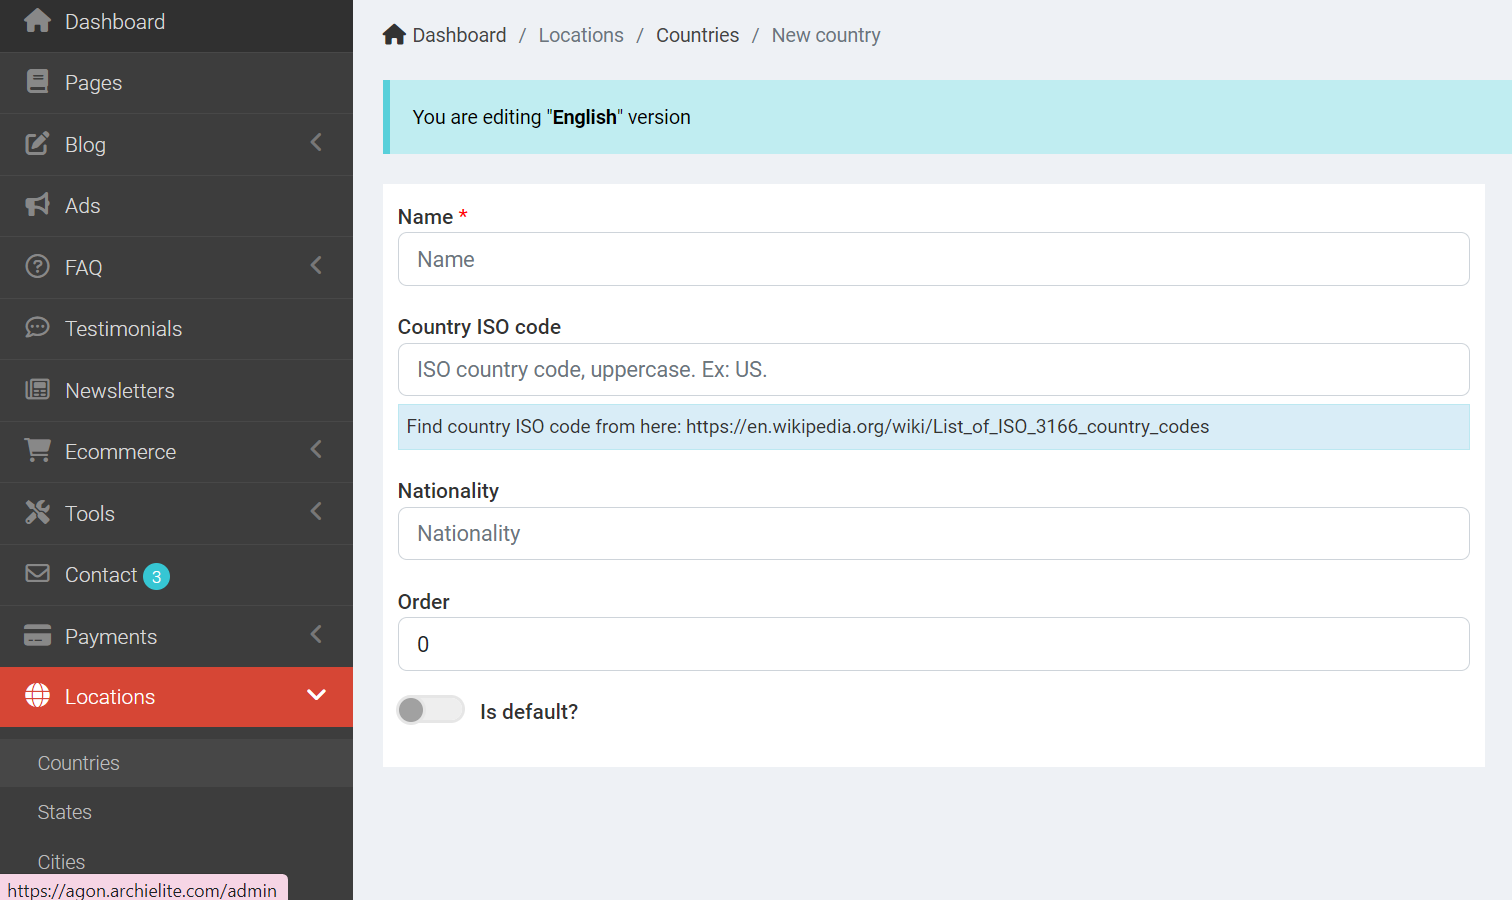 Dashboard
Pages
Blog
Ads
FAQ
Testimonials
Newsletters
Ecommerce
Tools
Contact 3
Payments
Locations
Countries
States
Cities
https://agon.archielite.com/admin
Dashboard / Locations / Countries / New country
You are editing "English" version
Name *
Name
Country ISO code
ISO country code, uppercase. Ex: US.
Find country ISO code from here: https://en.wikipedia.org/wiki/List_of_ISO_3166_country_codes
Nationality
Nationality
Order
0
Is default?